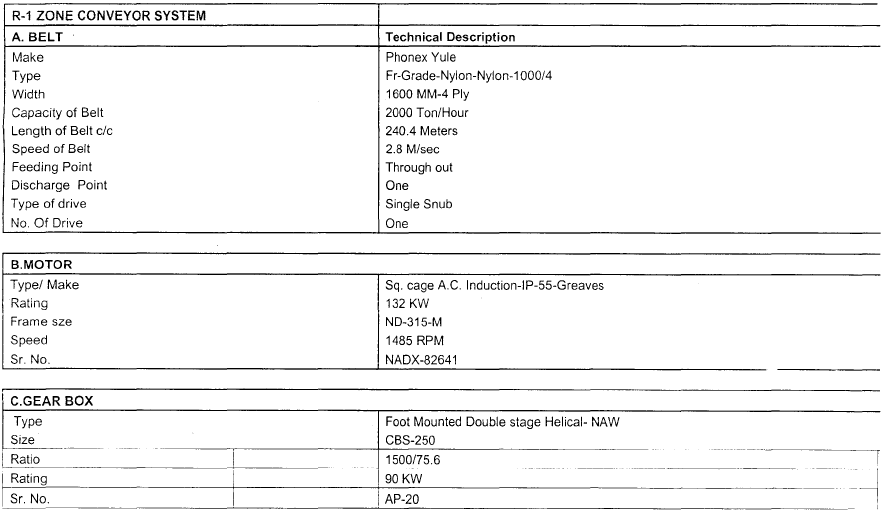 R-1 ZONE CONVEYOR SYSTEM
A. BELT Technical Description
Make Phonex Yule
Type Fr-Grade-Nylon-Nylon-1000/4
Width 1600 MM-4 Ply
Capacity of Belt 2000 Ton/Hour
Length of Belt c/c 240.4 Meters
Speed of Belt 2.8 M/sec
Feeding Point Through out
Discharge Point One
Type of drive Single Snub
No. Of Drive One
B.MOTOR
Type/ Make Sq. cage A.C. Induction-IP-55-Greaves
Rating 132 KW
Frame sze ND-315-M
Speed 1485 RPM
Sr. No. NADX-82641
C.GEAR BOX
Type Foot Mounted Double stage Helical- NAW
Size CBS-250
Ratio 1500/75.6
Rating 90 KW
Sr. No. AP-20